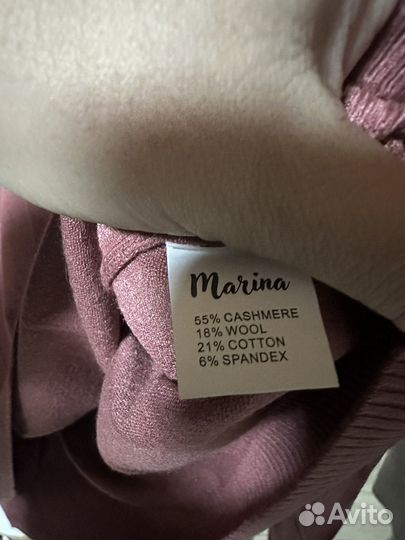 Marina
55% CASHMERE
18% WOOL
21% COTTON
6% SPANDEX
Avito